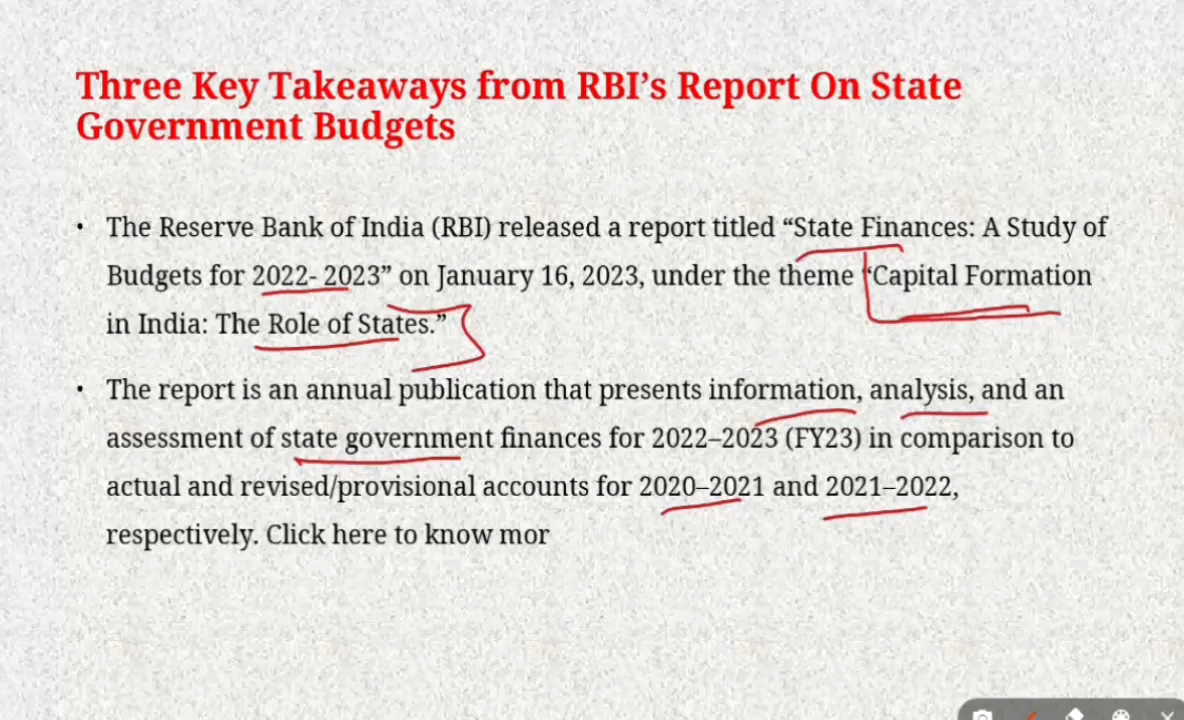 Three Key Takeaways from RBI’s Report On State
Government Budgets
• The Reserve Bank of India (RBI) released a report titled “State Finances: A Study of
Budgets for 2022- 2023” on January 16, 2023, under the theme “Capital Formation
in India: The Role of States.”
• The report is an annual publication that presents information, analysis, and an
assessment of state government finances for 2022–2023 (FY23) in comparison to
actual and revised/provisional accounts for 2020–2021 and 2021–2022,
respectively. Click here to know mor